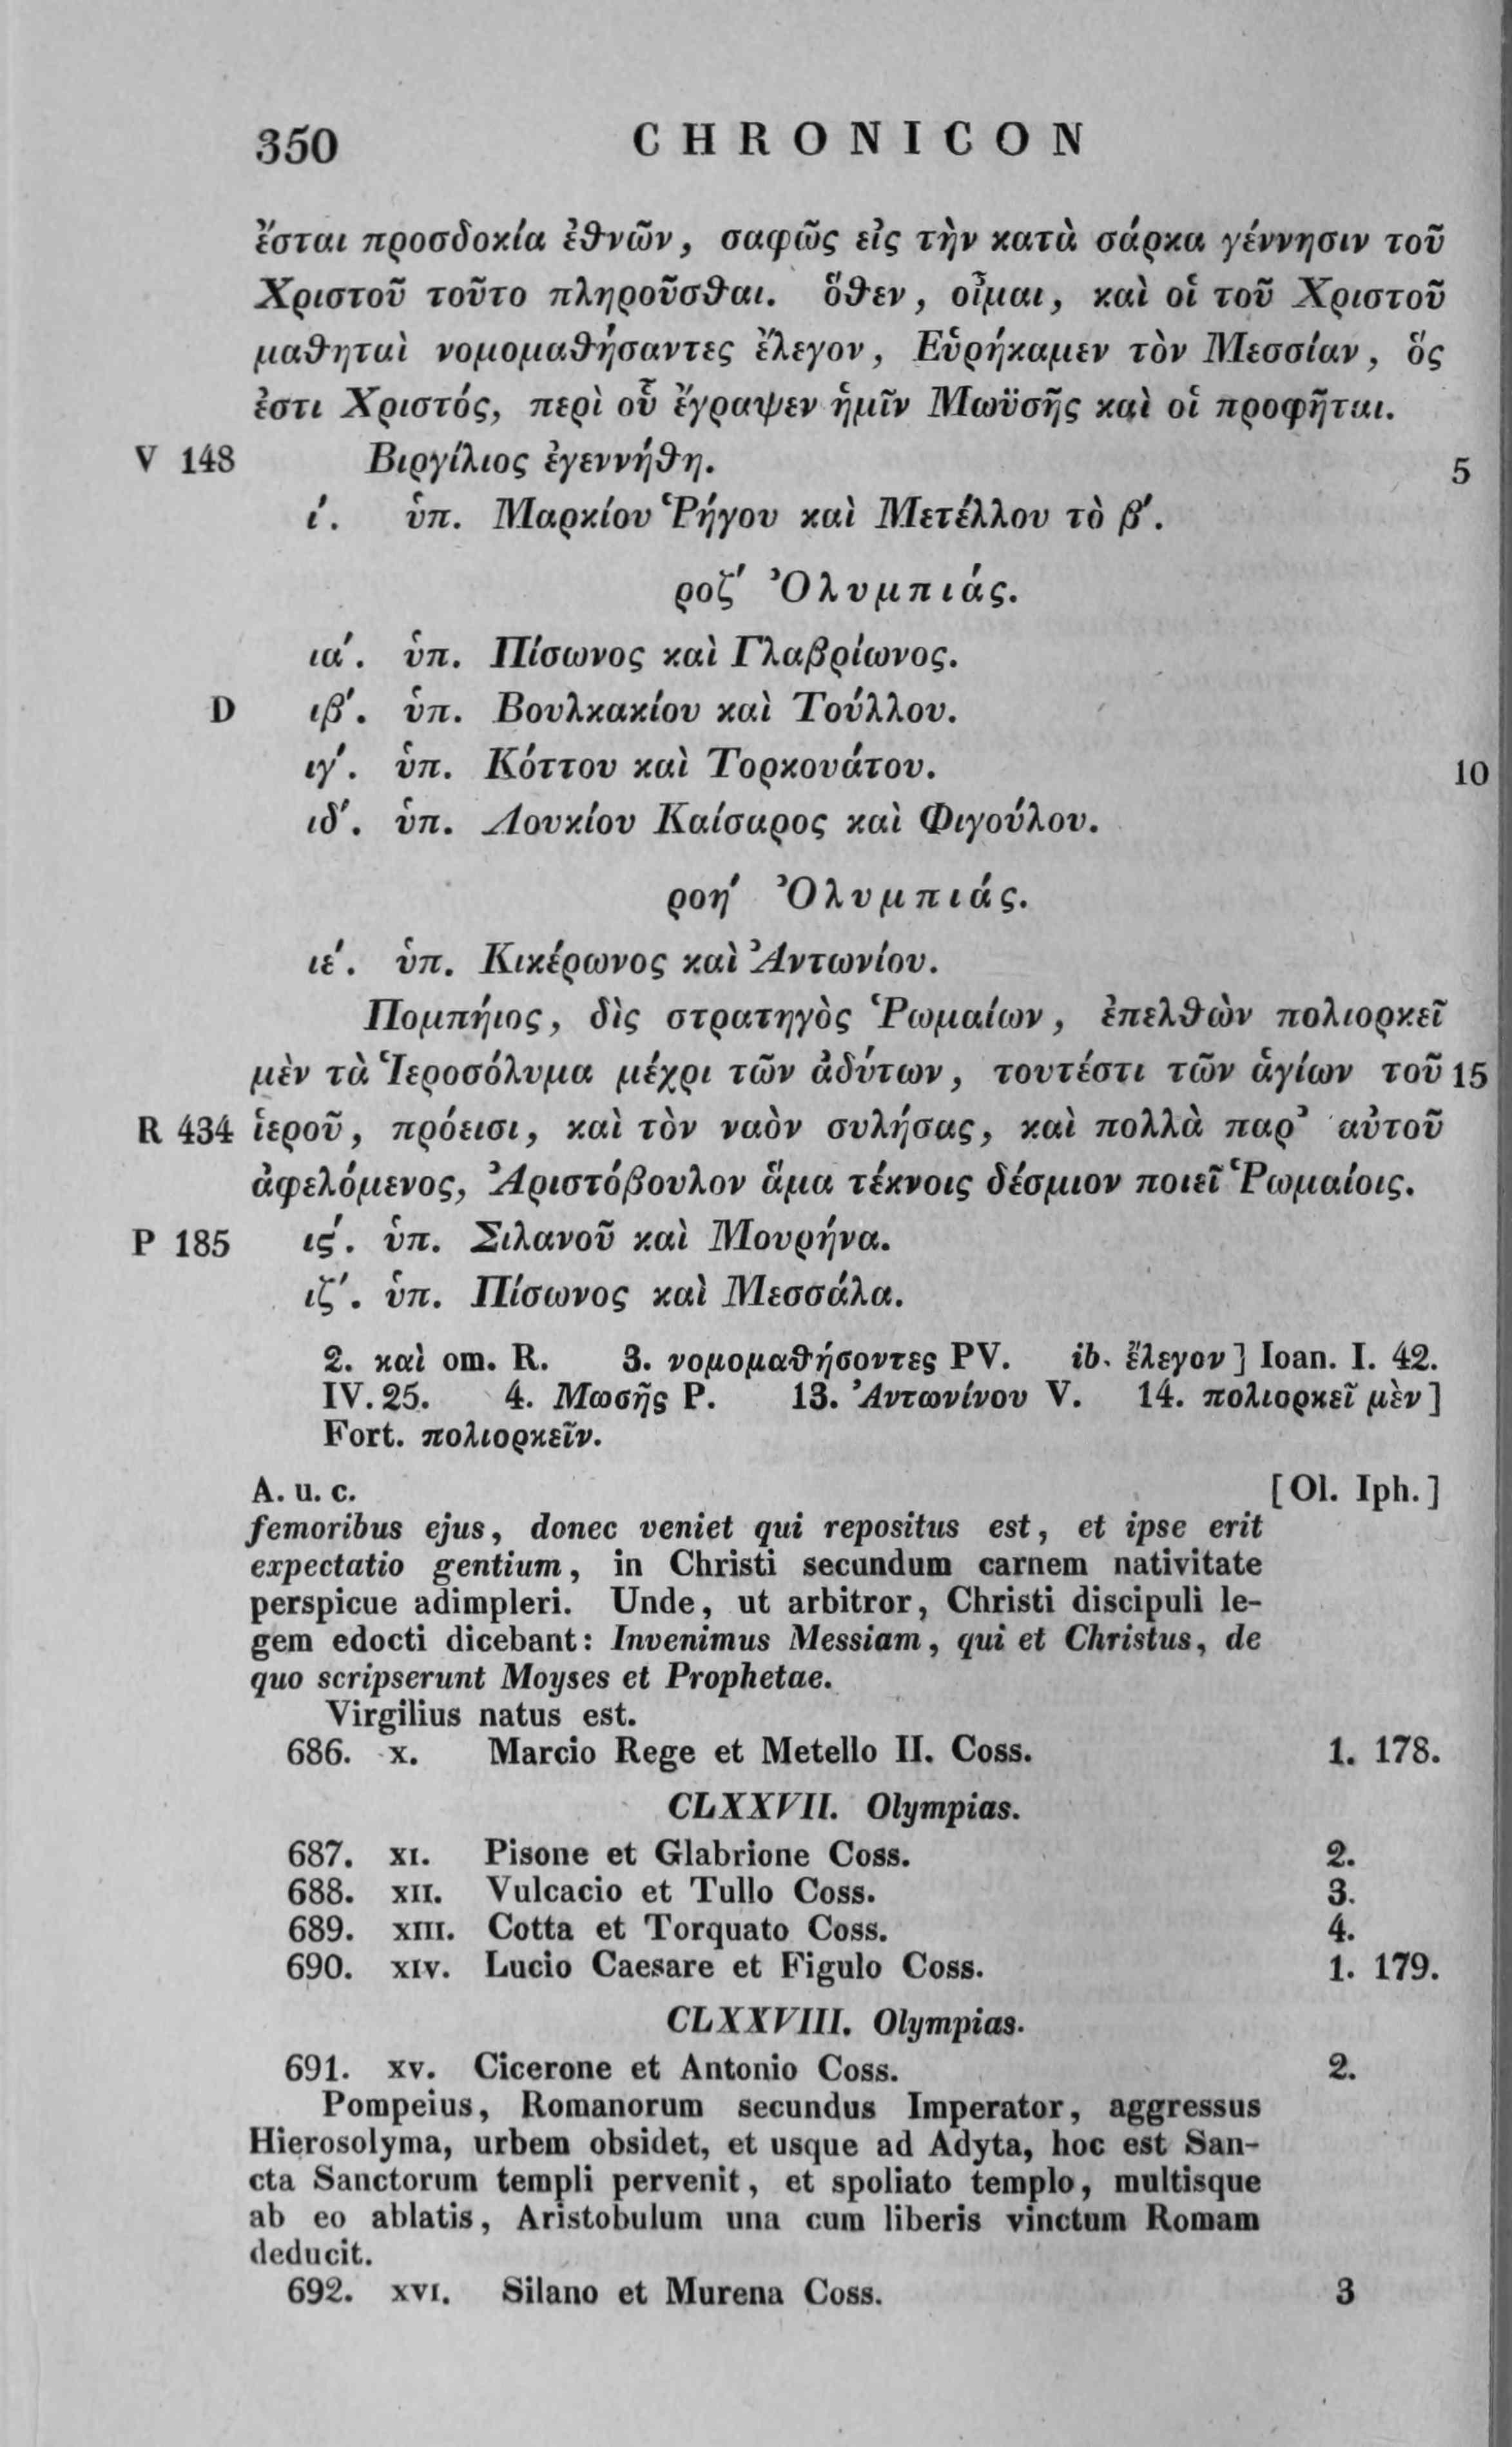 350 CHRONICON
ἔσται προσδοκία ἐθνῶν, σαφῶς εἰς τὴν κατὰ σάρκα γέννησιν τοῦ
Χριστοῦ τοῦτο πληροῦσθαι. ὅθεν, οἶμαι, καὶ οἱ τοῦ Χριστοῦ
μαθηταὶ νομομαθήσαντες ἔλεγον, Εὑρήκαμεν τὸν Μεσσίαν, ὅς
ἐστι Χριστός, περὶ οὗ ἔγραψεν ἡμῖν Μωϋσῆς καὶ οἱ προφῆται.
V 148 Βιργίλιος ἐγεννήθη. 5
ί. ὑπ. Μαρκίου Ῥήγου καὶ Μετέλλου τὸ β'.
ροζ' Ὀλυμπιάς.
ια'. ὑπ. Πίσωνος καὶ Γλαβρίωνος.
D ιβ'. ὑπ. Βουλκακίου καὶ Τούλλου.
ιγ'. ὑπ. Κόττου καὶ Τορκουάτου. 10
ιδ'. ὑπ. Λουκίου Καίσαρος καὶ Φιγούλου.
ροη' Ὀλυμπιάς.
ιε'. ὑπ. Κικέρωνος καὶ Ἀντωνίου.
Πομπήιος, δὶς στρατηγὸς Ῥωμαίων, ἐπελθὼν πολιορκεῖ
μὲν τὰ Ἱεροσόλυμα μέχρι τῶν ἀδύτων, τουτέστι τῶν ἁγίων τοῦ 15
R 434 ἱεροῦ, πρόεισι, καὶ τὸν ναὸν συλήσας, καὶ πολλὰ παρ' αὐτοῦ
ἀφελόμενος, Ἀριστόβουλον ἅμα τέκνοις δέσμιον ποιεῖ Ῥωμαίοις.
P 185 ις'. ὑπ. Σιλανοῦ καὶ Μουρήνα.
ιζ'. ὑπ. Πίσωνος καὶ Μεσσάλα.
2. καὶ om. R. 3. νομομαθήσοντες PV. ib. ἔλεγον] Ioan. I. 42.
IV. 25. 4. Μωσῆς P. 13. Ἀντωνίνου V. 14. πολιορκεῖ μὲν]
Fort. πολιορκεῖν.
A. u. c. [Ol. Iph.]
femoribus ejus, donec veniet qui repositus est, et ipse erit
expectatio gentium, in Christi secundum carnem nativitate
perspicue adimpleri. Unde, ut arbitror, Christi discipuli le-
gem edocti dicebant: Invenimus Messiam, qui et Christus, de
quo scripserunt Moyses et Prophetae.
Virgilius natus est.
686. x. Marcio Rege et Metello II. Coss. 1. 178.
CLXXVII. Olympias.
687. XI. Pisone et Glabrione Coss. 2.
688. XII. Vulcacio et Tullo Coss. 3.
689. XIII. Cotta et Torquato Coss. 4.
690. XIV. Lucio Caesare et Figulo Coss. 1. 179.
CLXXVIII. Olympias.
691. XV. Cicerone et Antonio Coss. 2.
Pompeius, Romanorum secundus Imperator, aggressus
Hierosolyma, urbem obsidet, et usque ad Adyta, hoc est San-
cta Sanctorum templi pervenit, et spoliato templo, multisque
ab eo ablatis, Aristobulum una cum liberis vinctum Romam
deducit.
692. XVI. Silano et Murena Coss. 3